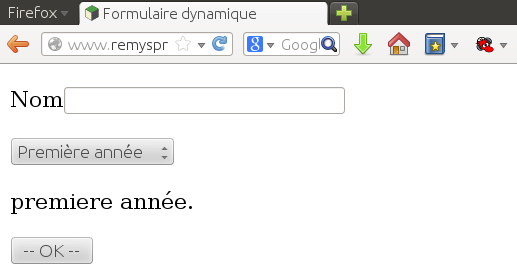 Firefox
Formulaire dynamique
www.remyspr
Googl
Nom
Première année
premiere année.
-- OK --